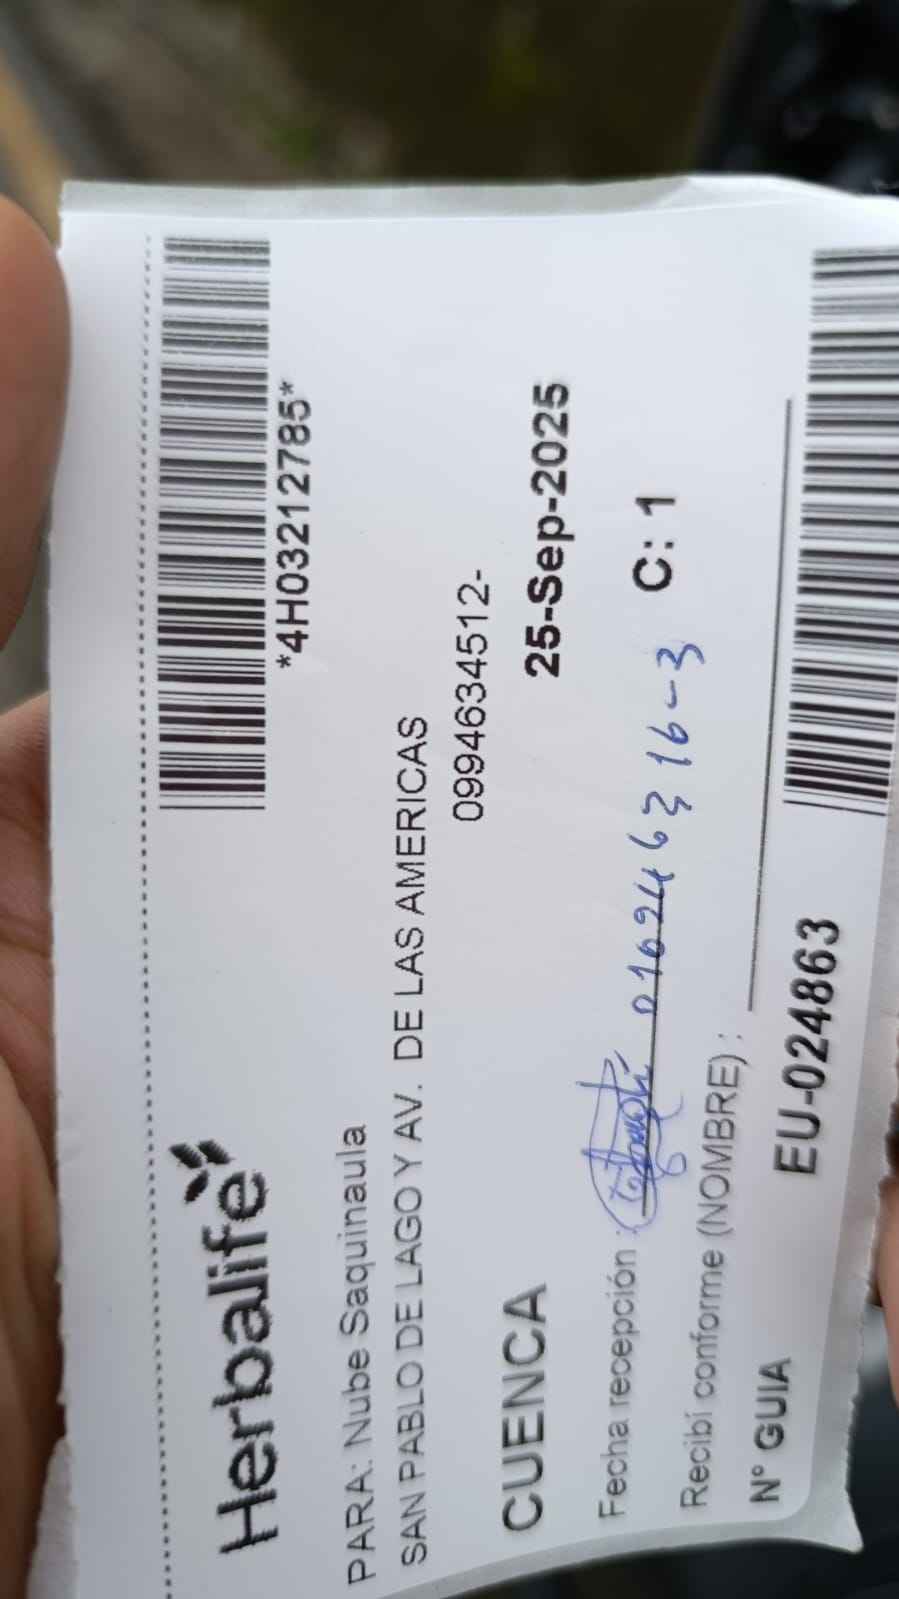 Herbalife
*4H03212785*
PARA: Nube Saquinaula
SAN PABLO DE LAGO Y AV. DE LAS AMERICAS
0994634512-
CUENCA
25-Sep-2025
Fecha recepción :
C: 1
Recibí conforme (NOMBRE) :
N° GUIA EU-024863